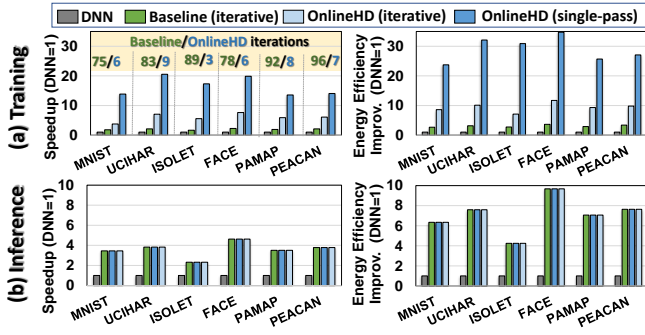 DNN Baseline (iterative) OnlineHD (iterative) OnlineHD (single-pass)
(a) Training
Speedup (DNN=1)
30
20
10
0
Baseline/OnlineHD iterations
75/6 83/9 89/3 78/6 92/8 96/7
MNIST UCIHAR ISOLET FACE PAMAP PEACAN
Energy Efficiency
Improv. (DNN=1)
30
20
10
0
MNIST UCIHAR ISOLET FACE PAMAP PEACAN
(b) Inference
Speedup (DNN=1)
10
8
6
4
2
0
MNIST UCIHAR ISOLET FACE PAMAP PEACAN
Energy Efficiency
Improv. (DNN=1)
10
8
6
4
2
0
MNIST UCIHAR ISOLET FACE PAMAP PEACAN